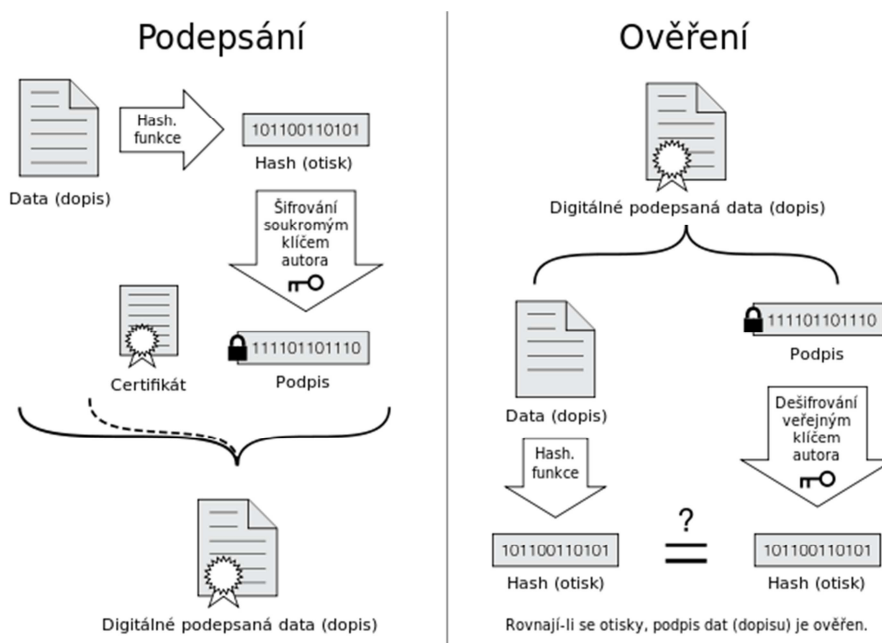 Podepsání
Hash.
funkce
101100110101
Hash (otisk)
Data (dopis)
Šifrování
soukromým
klíčem
autora
111101101110
Podpis
Certifikát
Digitálné podepsaná data (dopis)
Ověření
Digitálné podepsaná data (dopis)
111101101110
Podpis
Data (dopis)
Dešifrování
veřejným
klíčem
autora
Hash.
funkce
101100110101
Hash (otisk)
?
=
101100110101
Hash (otisk)
Rovnají-li se otisky, podpis dat (dopisu) je ověřen.